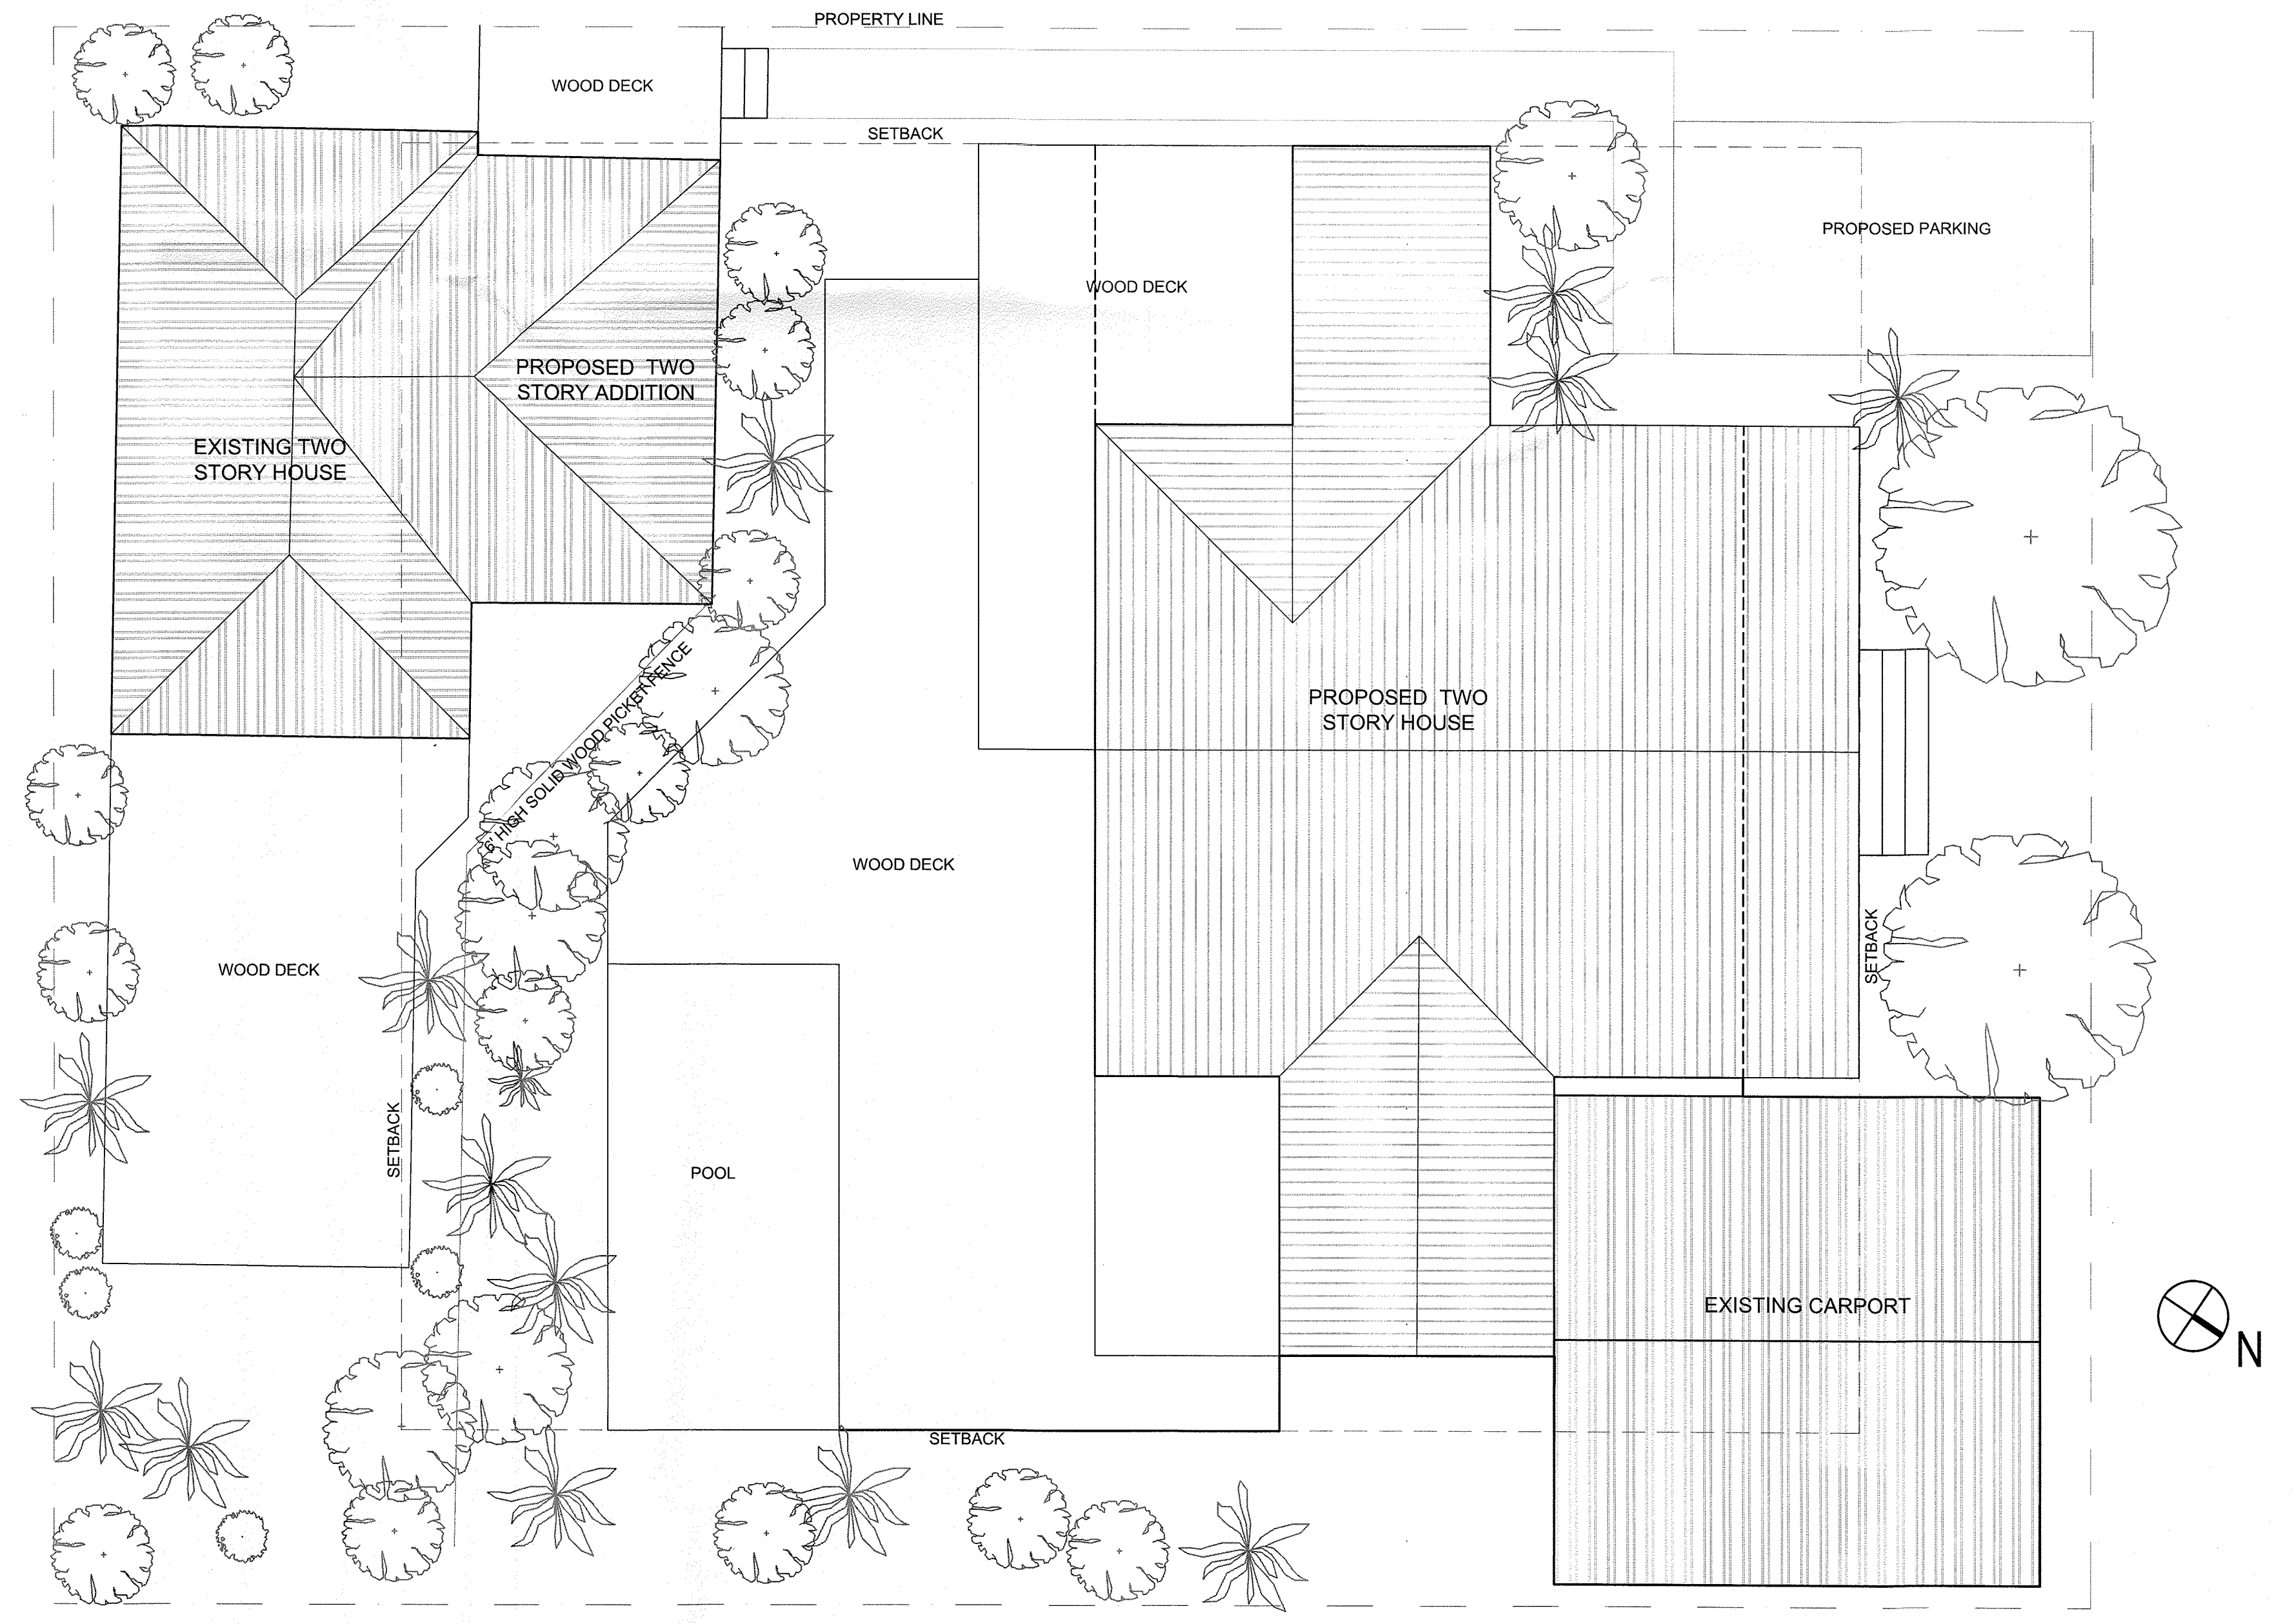 PROPERTY LINE
WOOD DECK
SETBACK
PROPOSED PARKING
WOOD DECK
PROPOSED TWO
STORY ADDITION
EXISTING TWO
STORY HOUSE
6' HIGH SOLID WOOD PICKET FENCE
PROPOSED TWO
STORY HOUSE
WOOD DECK
SETBACK
WOOD DECK
SETBACK
POOL
EXISTING CARPORT
N
SETBACK